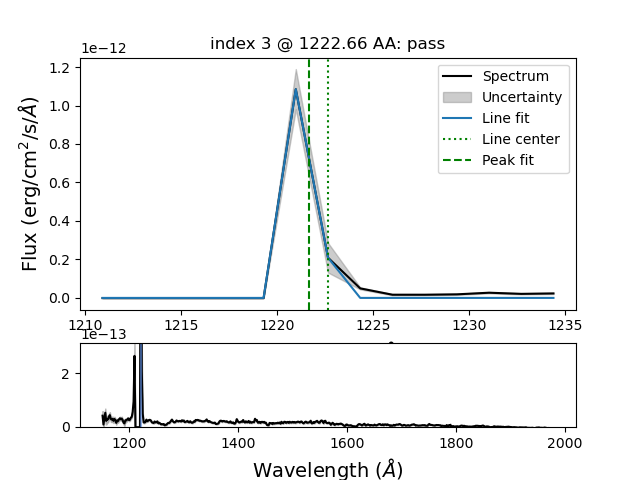 index 3 @ 1222.66 AA: pass
1e−12
1.2
1.0
0.8
0.6
0.4
0.2
0.0
Flux (erg/cm²/s/Å)
Spectrum
Uncertainty
Line fit
Line center
Peak fit
1210 1215 1220 1225 1230 1235
1e−13
2
0
1200 1400 1600 1800 2000
Wavelength (Å)